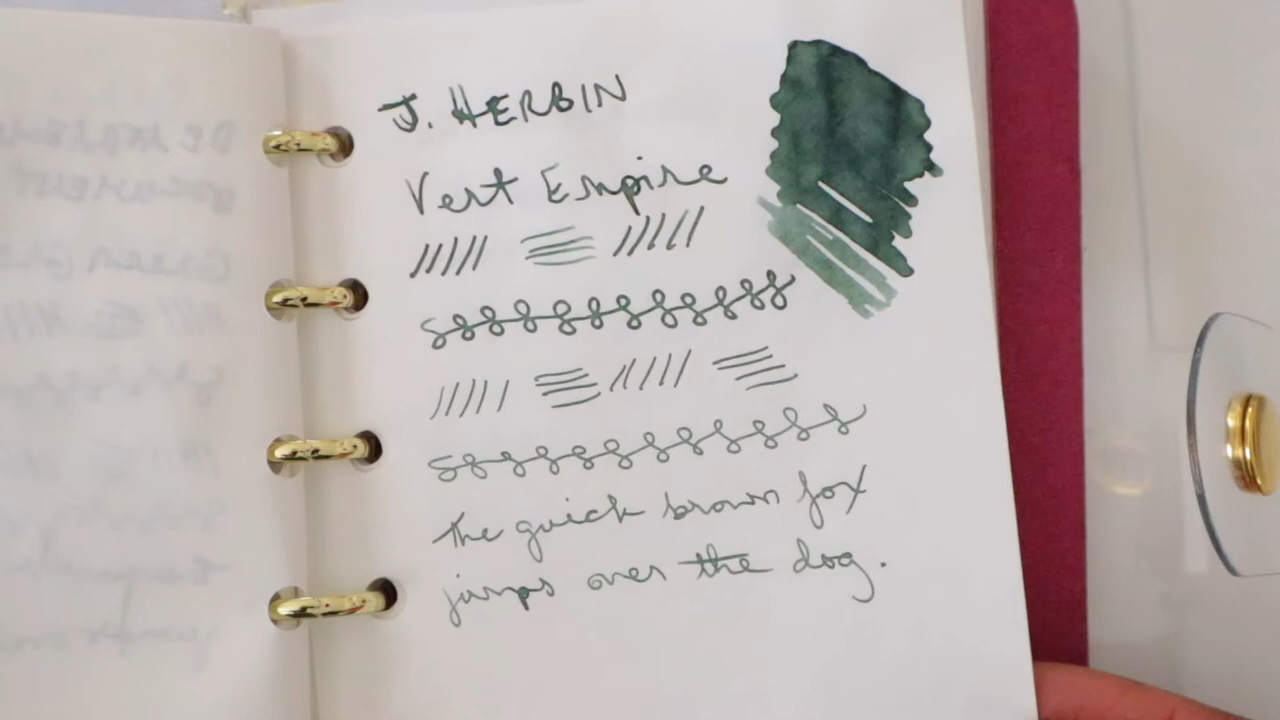 J. HERBIN
Vert Empire
the quick brown fox
jumps over the dog.